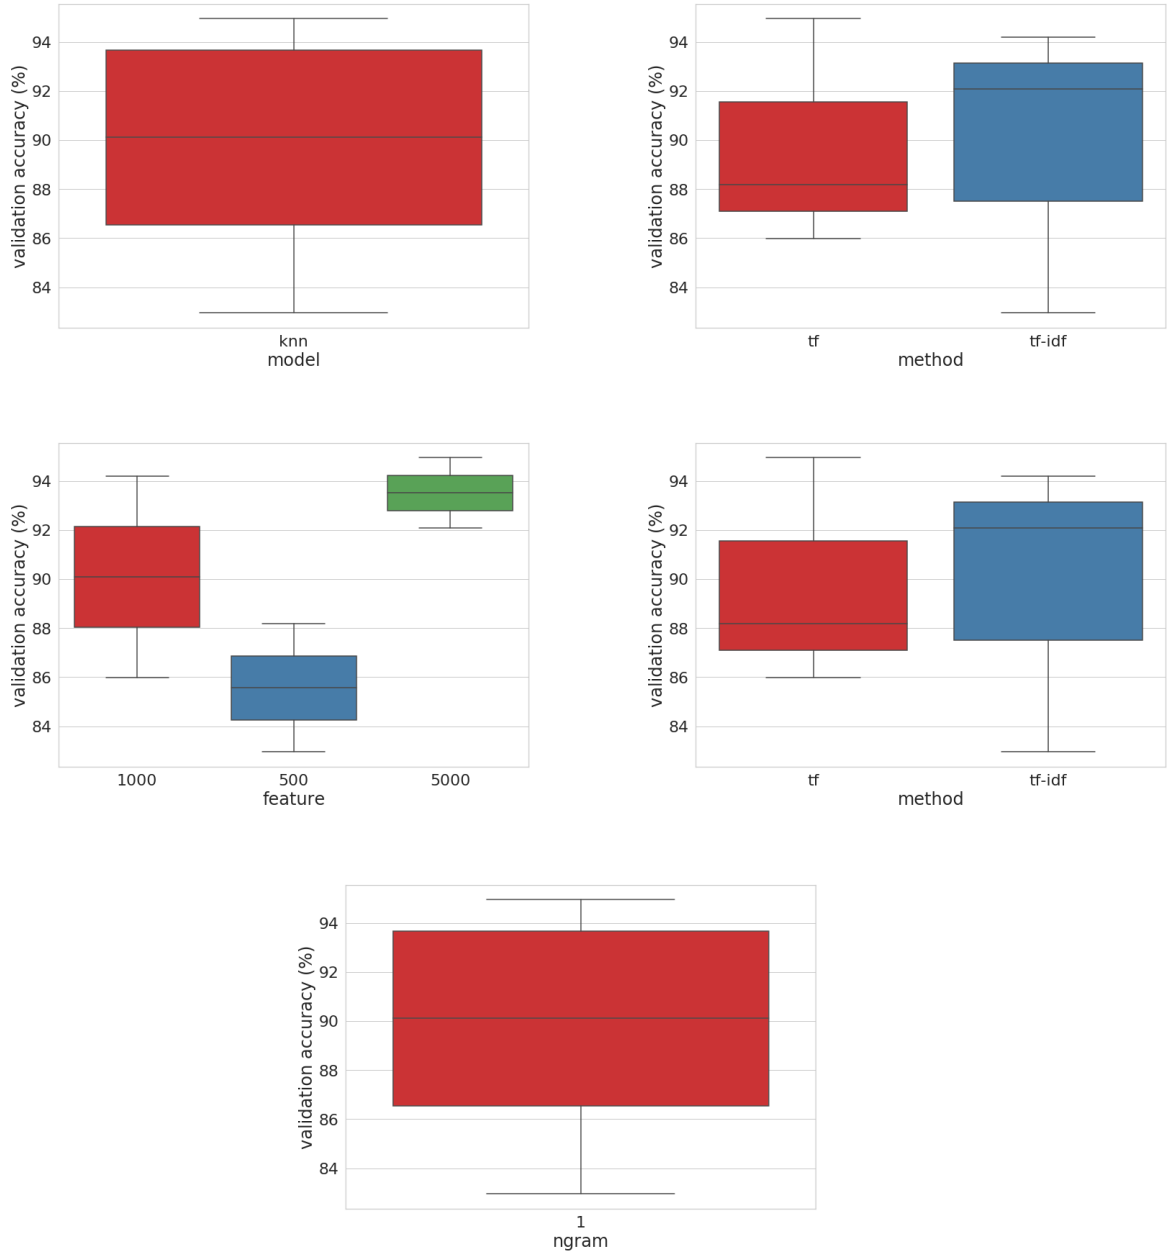 validation accuracy (%)
94
92
90
88
86
84
knn
model
validation accuracy (%)
94
92
90
88
86
84
tf tf-idf
method
validation accuracy (%)
94
92
90
88
86
84
1000 500 5000
feature
validation accuracy (%)
94
92
90
88
86
84
tf tf-idf
method
validation accuracy (%)
94
92
90
88
86
84
1
ngram